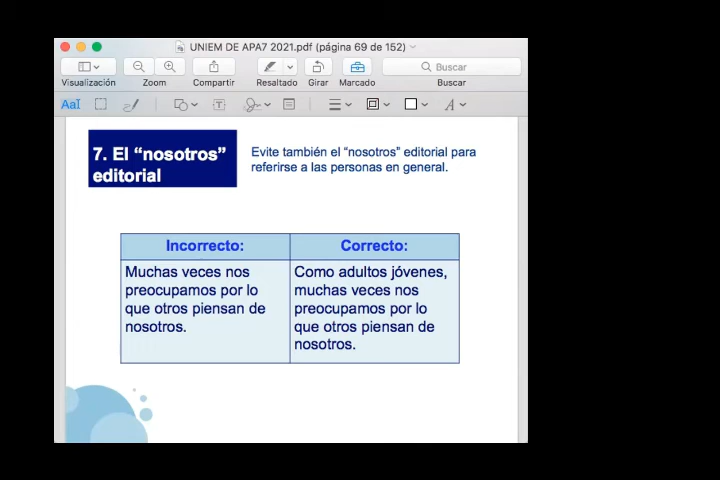 UNIEM DE APA7 2021.pdf (página 69 de 152)
Visualización Zoom Compartir Resaltado Girar Marcado Buscar
Buscar
AaI T A
7. El “nosotros”
editorial
Evite también el “nosotros” editorial para
referirse a las personas en general.
Incorrecto:
Muchas veces nos
preocupamos por lo
que otros piensan de
nosotros.
Correcto:
Como adultos jóvenes,
muchas veces nos
preocupamos por lo
que otros piensan de
nosotros.